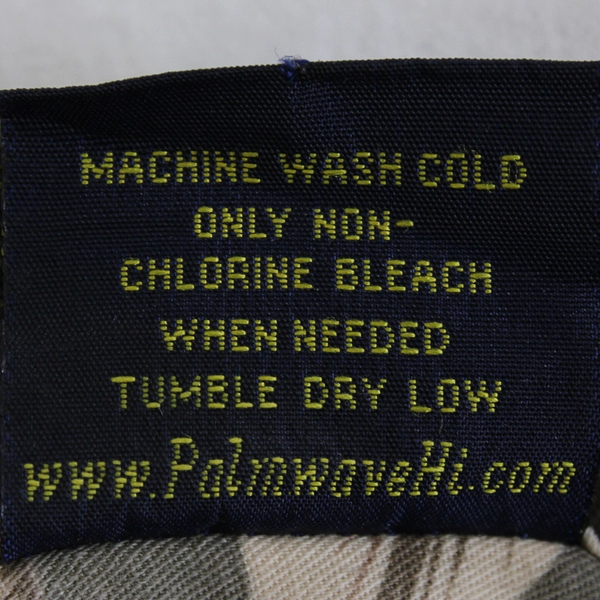 MACHINE WASH COLD
ONLY NON-
CHLORINE BLEACH
WHEN NEEDED
TUMBLE DRY LOW
www.PalmwaveHi.com